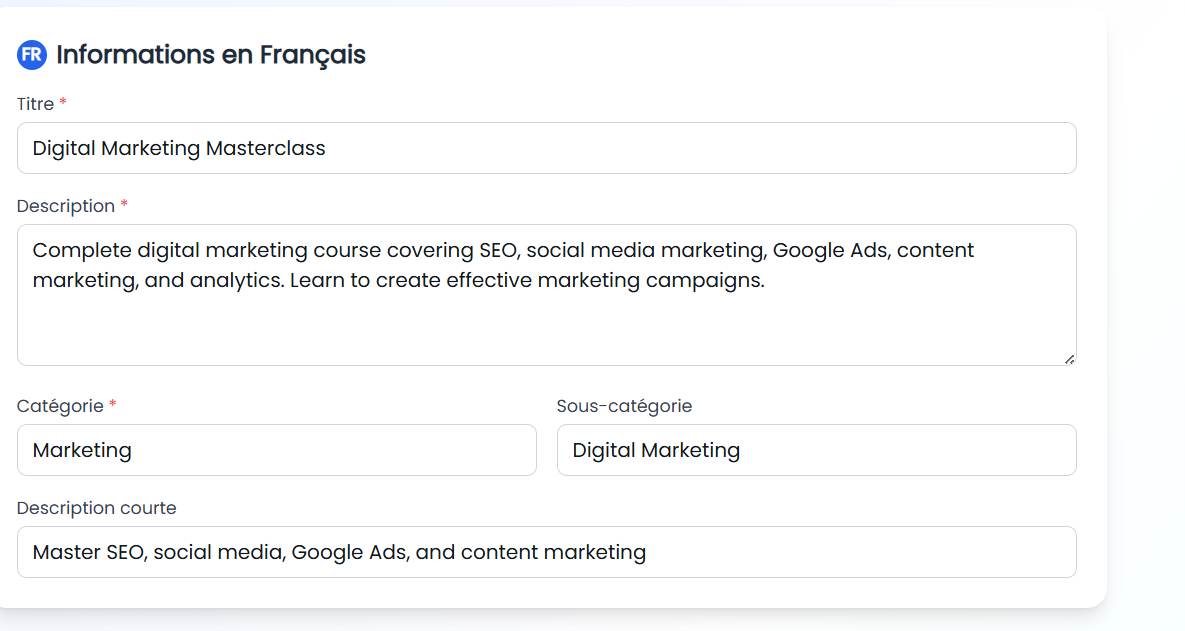 FR Informations en Français
Titre *
Digital Marketing Masterclass
Description *
Complete digital marketing course covering SEO, social media marketing, Google Ads, content
marketing, and analytics. Learn to create effective marketing campaigns.
Catégorie * Sous-catégorie
Marketing Digital Marketing
Description courte
Master SEO, social media, Google Ads, and content marketing